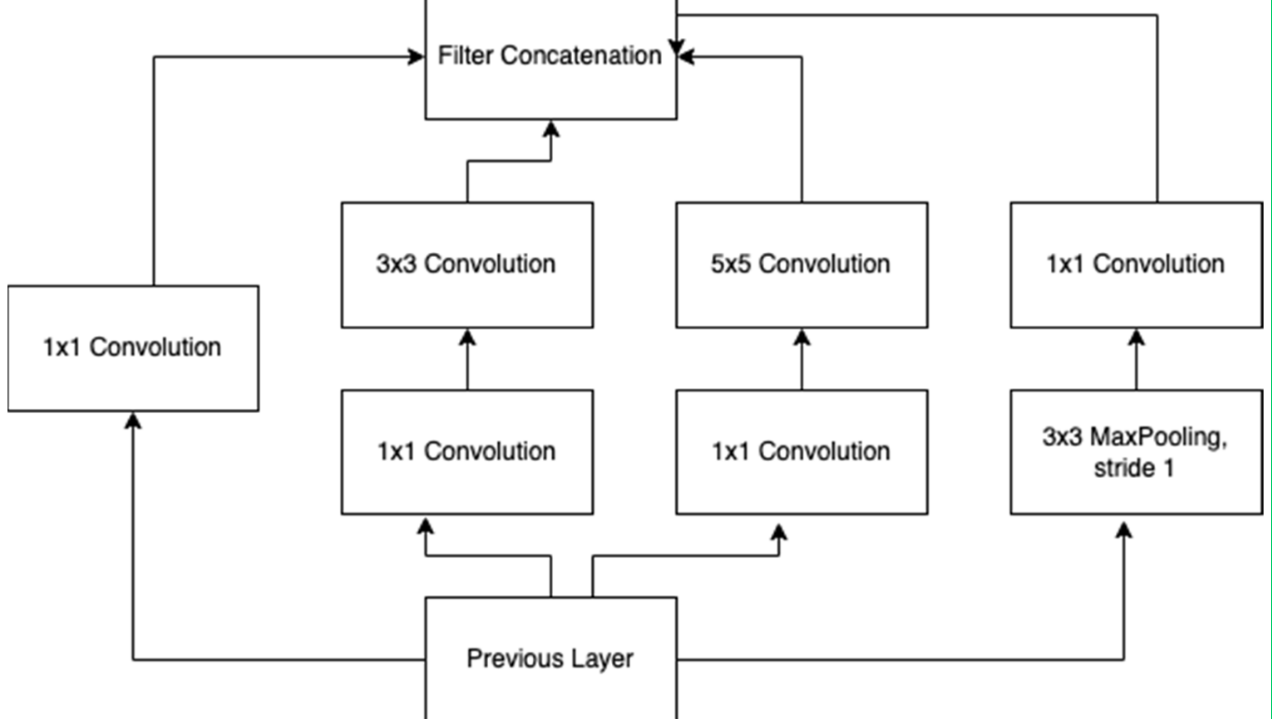 Filter Concatenation
3x3 Convolution
5x5 Convolution
1x1 Convolution
1x1 Convolution
1x1 Convolution
1x1 Convolution
3x3 MaxPooling,
stride 1
Previous Layer